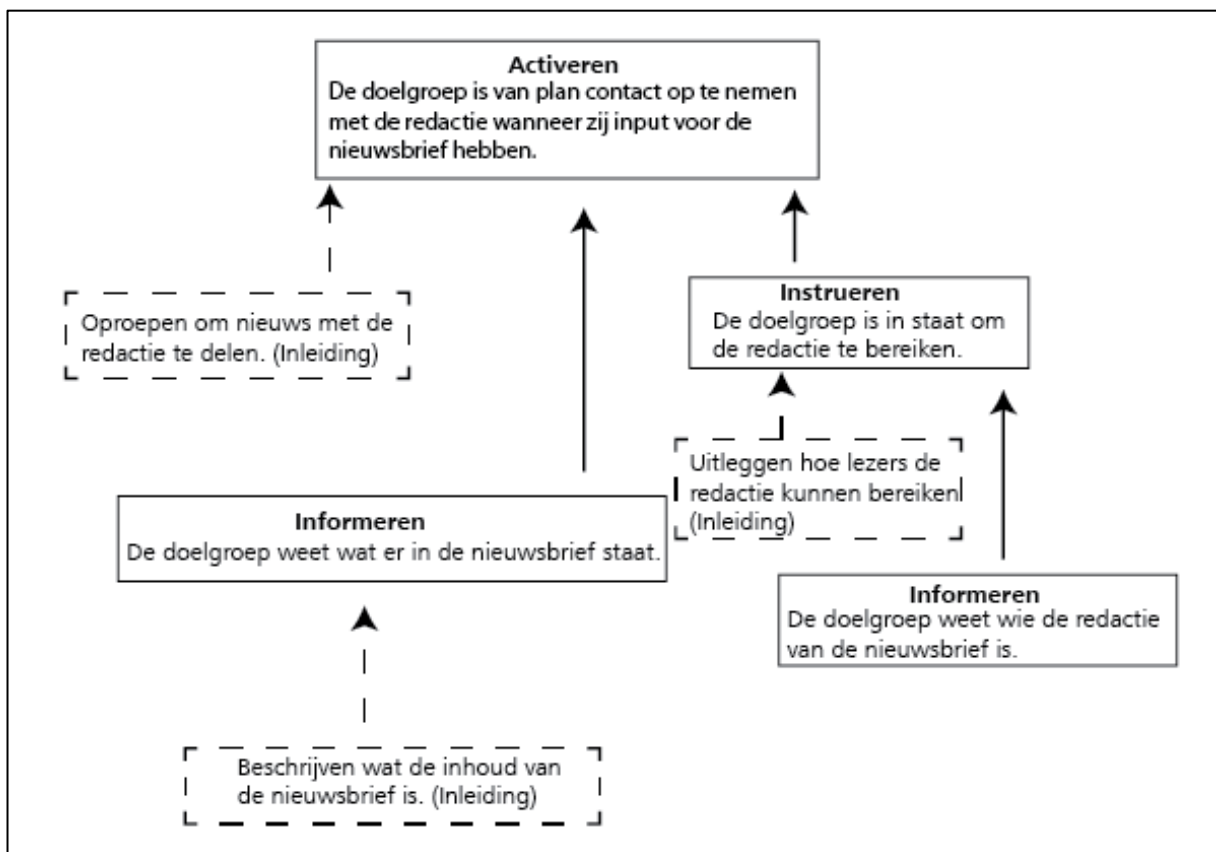 Activeren
De doelgroep is van plan contact op te nemen
met de redactie wanneer zij input voor de
nieuwsbrief hebben.
Oproepen om nieuws met de
redactie te delen. (Inleiding)
Instrueren
De doelgroep is in staat om
de redactie te bereiken.
Uitleggen hoe lezers de
redactie kunnen bereiken
(Inleiding)
Informeren
De doelgroep weet wat er in de nieuwsbrief staat.
Informeren
De doelgroep weet wie de redactie
van de nieuwsbrief is.
Beschrijven wat de inhoud van
de nieuwsbrief is. (Inleiding)